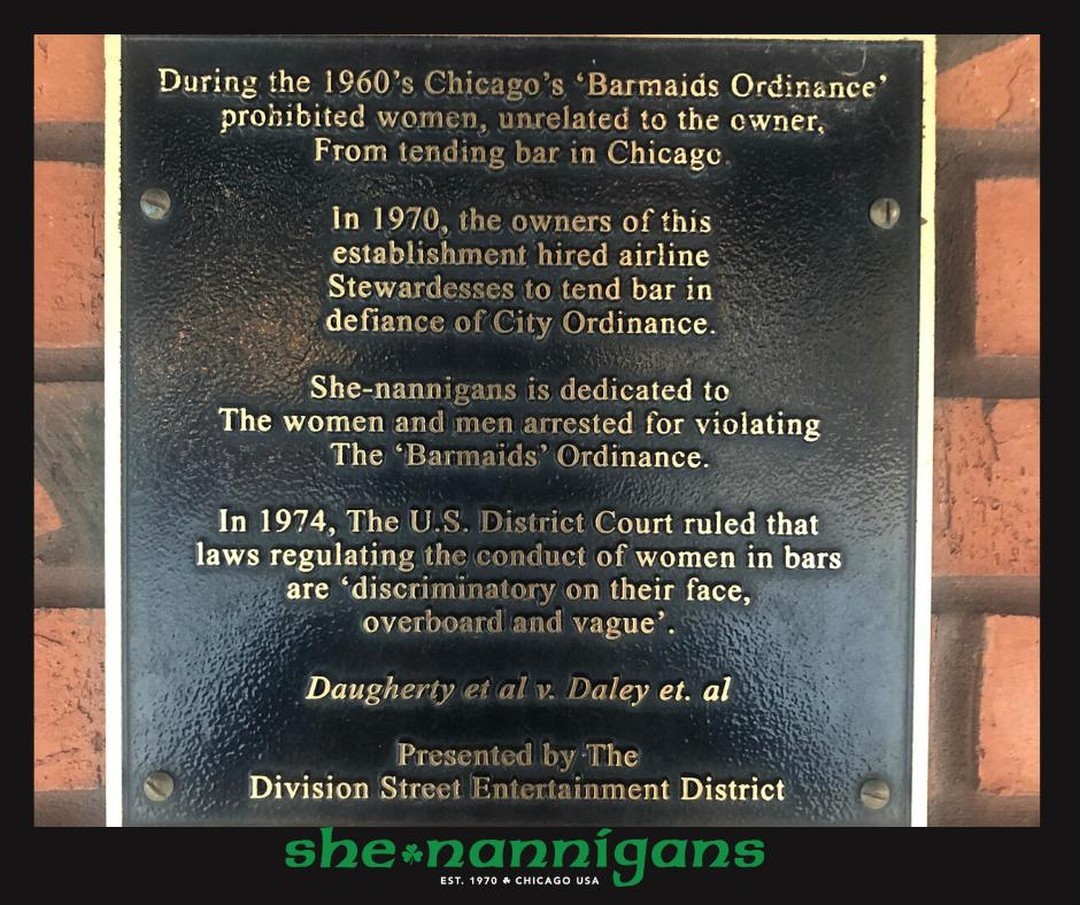 During the 1960's Chicago's 'Barmaids Ordinance'
prohibited women, unrelated to the owner,
From tending bar in Chicago.
In 1970, the owners of this
establishment hired airline
Stewardesses to tend bar in
defiance of City Ordinance.
She-nannigans is dedicated to
The women and men arrested for violating
The 'Barmaids' Ordinance.
In 1974, The U.S. District Court ruled that
laws regulating the conduct of women in bars
are 'discriminatory on their face,
overboard and vague'.
Daugherty et al v. Daley et. al
Presented by The
Division Street Entertainment District
she☘nannígans
EST. 1970 ☘ CHICAGO USA